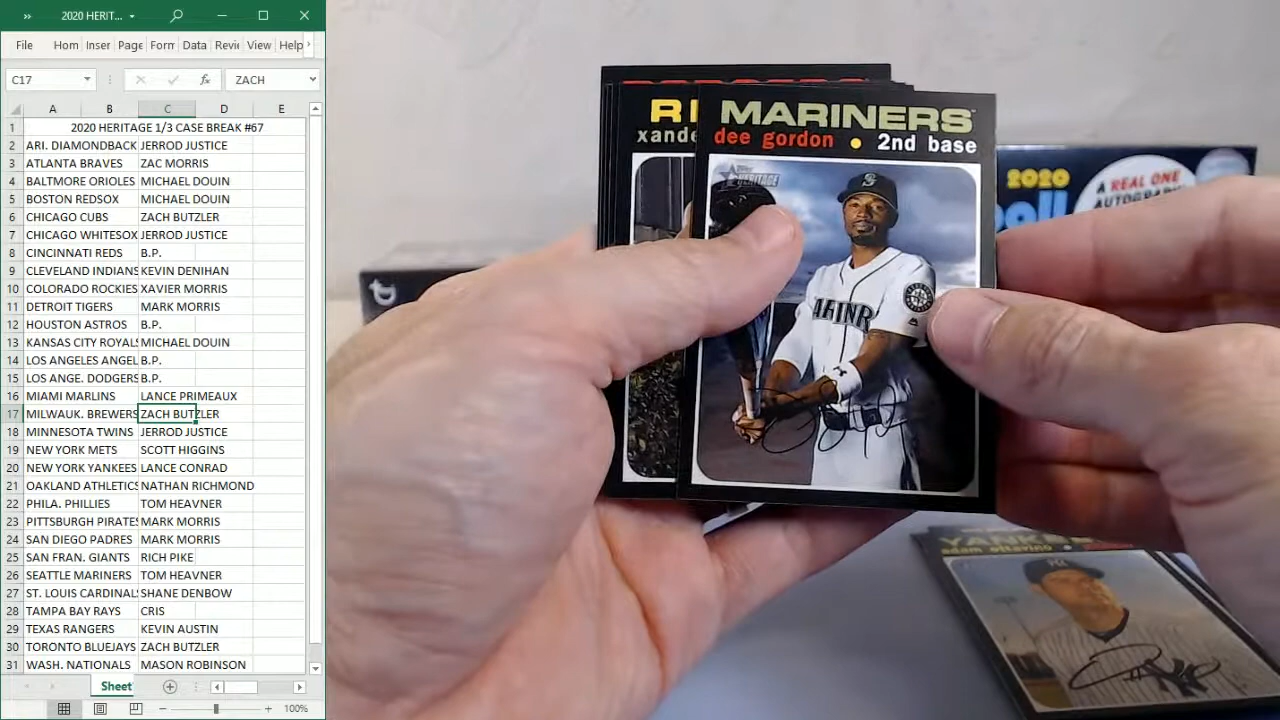 2020 HERIT...
File Hom Inser Page Form Data Revie View Help
C17 fx ZACH
A B C D E
1 2020 HERITAGE 1/3 CASE BREAK #67
2 ARI. DIAMONDBACK JERROD JUSTICE
3 ATLANTA BRAVES ZAC MORRIS
4 BALTMORE ORIOLES MICHAEL DOUIN
5 BOSTON REDSOX MICHAEL DOUIN
6 CHICAGO CUBS ZACH BUTZLER
7 CHICAGO WHITESOX JERROD JUSTICE
8 CINCINNATI REDS B.P.
9 CLEVELAND INDIANS KEVIN DENIHAN
10 COLORADO ROCKIES XAVIER MORRIS
11 DETROIT TIGERS MARK MORRIS
12 HOUSTON ASTROS B.P.
13 KANSAS CITY ROYALS MICHAEL DOUIN
14 LOS ANGELES ANGEL B.P.
15 LOS ANGE. DODGERS B.P.
16 MIAMI MARLINS LANCE PRIMEAUX
17 MILWAUK. BREWERS ZACH BUTZLER
18 MINNESOTA TWINS JERROD JUSTICE
19 NEW YORK METS SCOTT HIGGINS
20 NEW YORK YANKEES LANCE CONRAD
21 OAKLAND ATHLETICS NATHAN RICHMOND
22 PHILA. PHILLIES TOM HEAVNER
23 PITTSBURGH PIRATES MARK MORRIS
24 SAN DIEGO PADRES MARK MORRIS
25 SAN FRAN. GIANTS RICH PIKE
26 SEATTLE MARINERS TOM HEAVNER
27 ST. LOUIS CARDINALS SHANE DENBOW
28 TAMPA BAY RAYS CRIS
29 TEXAS RANGERS KEVIN AUSTIN
30 TORONTO BLUEJAYS ZACH BUTZLER
31 WASH. NATIONALS MASON ROBINSON
Sheet
100%
MARINERS
dee gordon • 2nd base
HERITAGE
xande
2020
A REAL ONE
AUTOGRAPH
adam ottavino